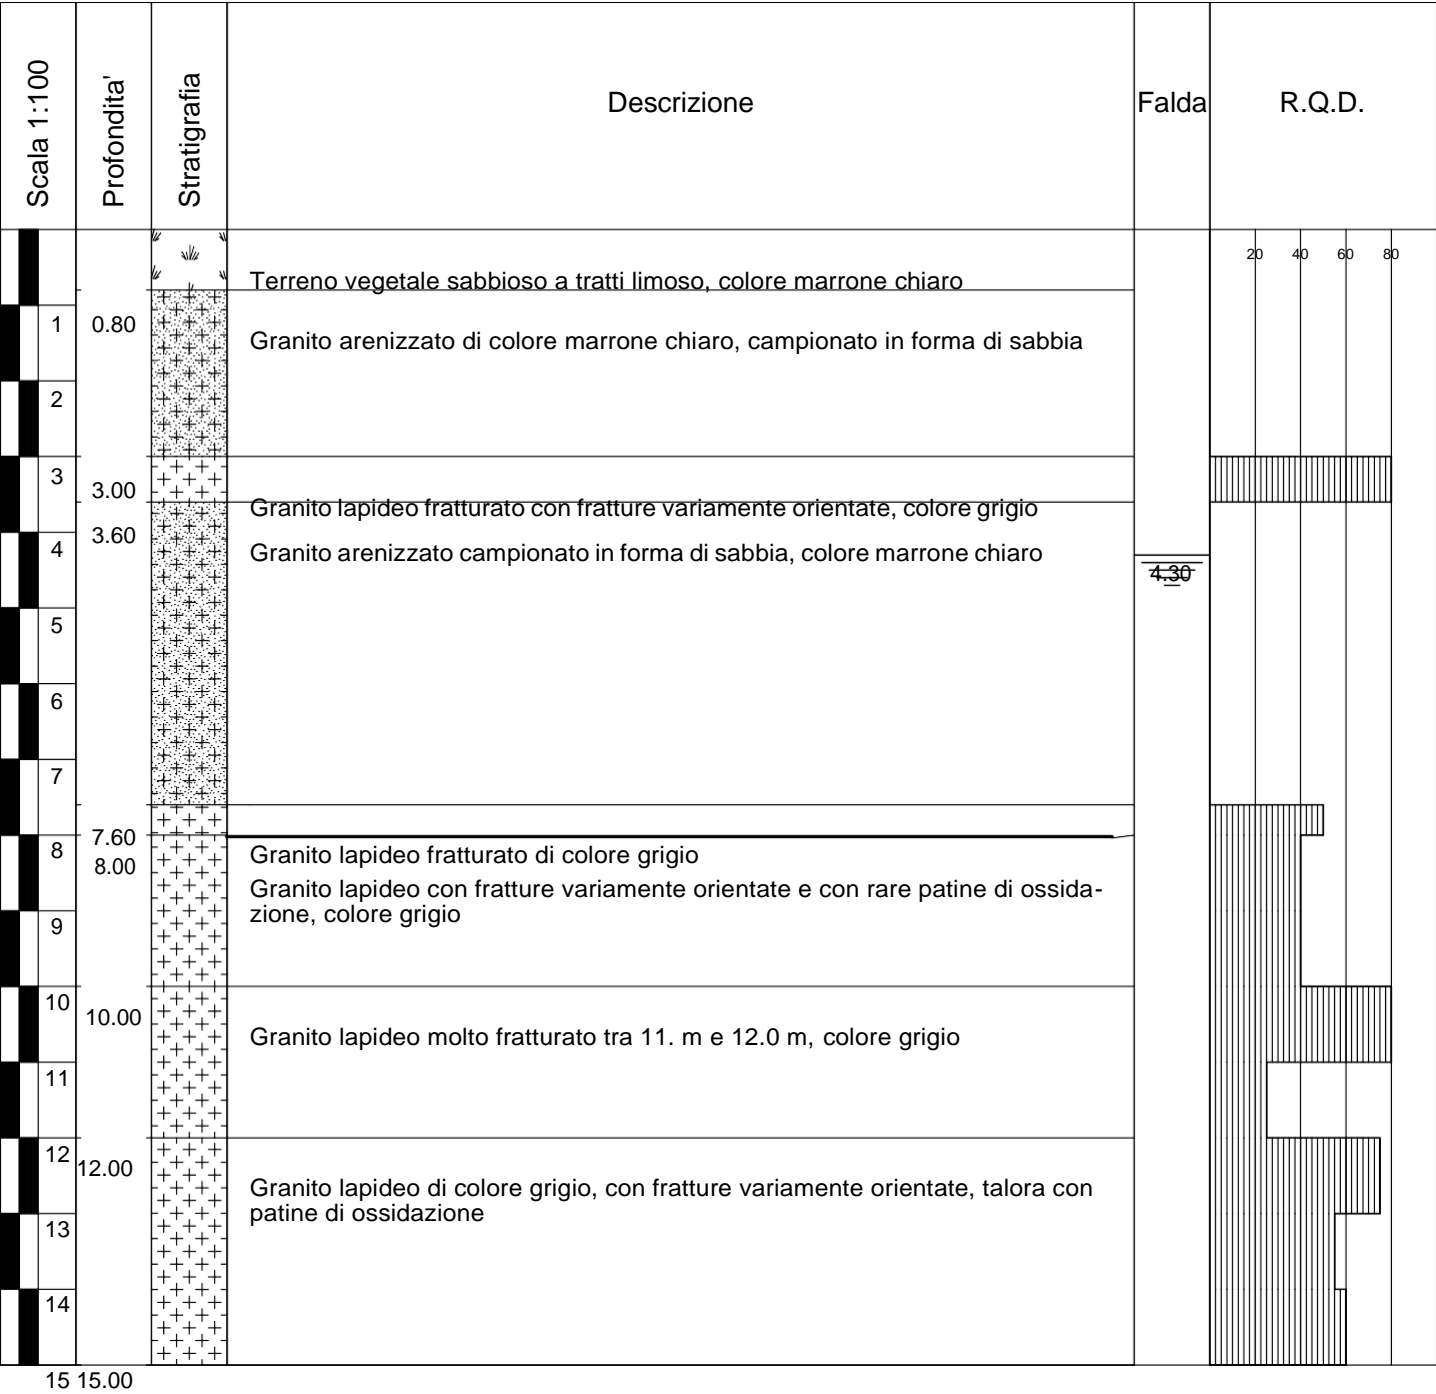 Scala 1:100
Profondita'
Stratigrafia
Descrizione
Falda
R.Q.D.
20 40 60 80
Terreno vegetale sabbioso a tratti limoso, colore marrone chiaro
1 0.80
Granito arenizzato di colore marrone chiaro, campionato in forma di sabbia
2
3 3.00
Granito lapideo fratturato con fratture variamente orientate, colore grigio
3.60
4
Granito arenizzato campionato in forma di sabbia, colore marrone chiaro
4.30
5
6
7
7.60
8
Granito lapideo fratturato di colore grigio
8.00
Granito lapideo con fratture variamente orientate e con rare patine di ossida-
zione, colore grigio
9
10
10.00
Granito lapideo molto fratturato tra 11. m e 12.0 m, colore grigio
11
12
12.00
Granito lapideo di colore grigio, con fratture variamente orientate, talora con
patine di ossidazione
13
14
15 15.00